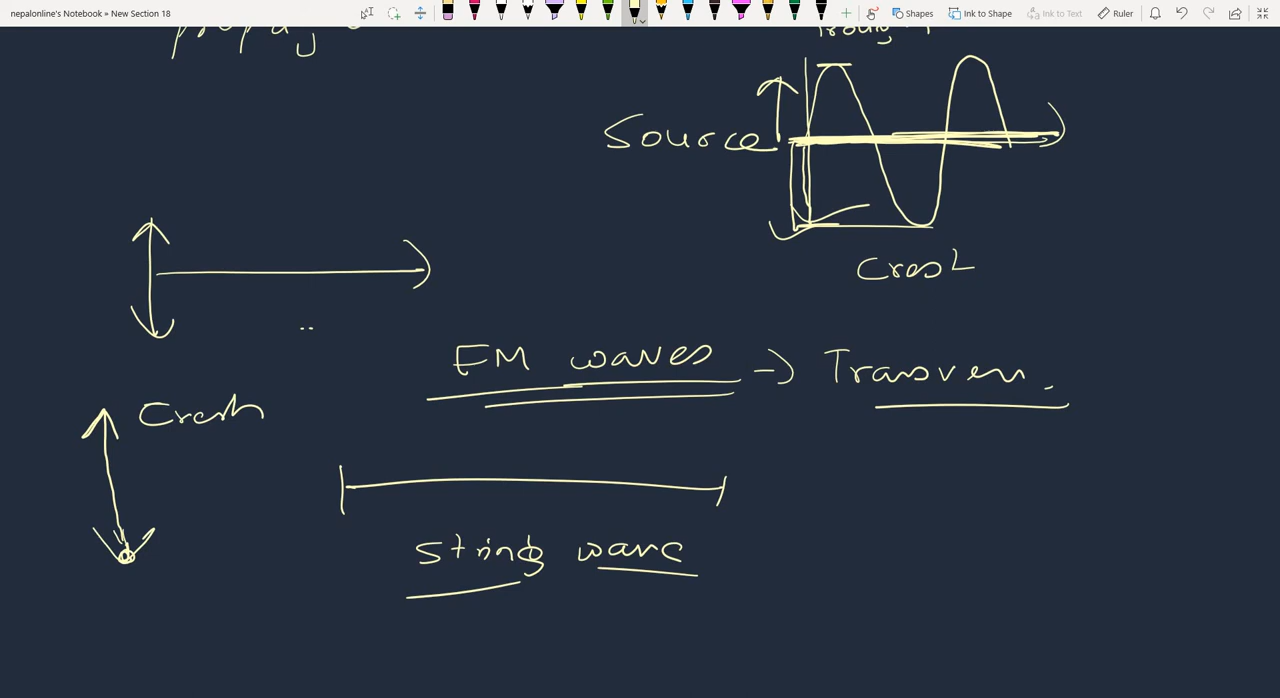 nepalonline's Notebook » New Section 18
Shapes Ink to Shape Ink to Text Ruler
Source
Crest
EM waves → Transvers.
Crest
String wave